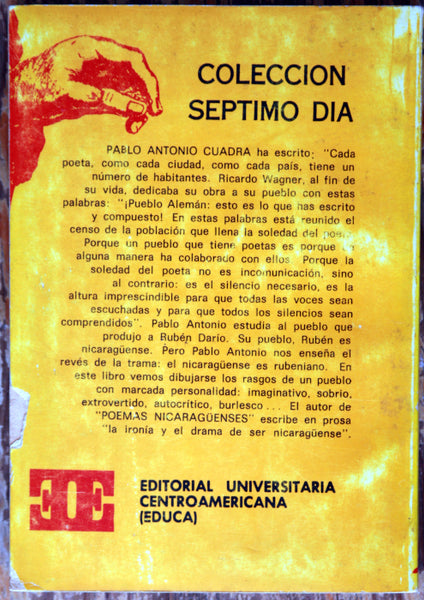 COLECCION
SEPTIMO DIA
PABLO ANTONIO CUADRA ha escrito: "Cada
poeta, como cada ciudad, como cada país, tiene un
número de habitantes. Ricardo Wagner, al fin de
su vida, dedicaba su obra a su pueblo con estas
palabras: "¡Pueblo Alemán: esto es lo que has escrito
y compuesto! En estas palabras está reunido el
censo de la población que llena la soledad del
Porque un pueblo que tiene poetas es porque de
alguna manera ha colaborado con ellos. Porque la
soledad del poeta no es incomunicación, sino
al contrario: es el silencio necesario, es la
altura imprescindible para que todas las voces sean
escuchadas y para que todos los silencios sean
comprendidos". Pablo Antonio estudia al pueblo que
produjo a Rubén Darío. Su pueblo, Rubén es
nicaragüense. Pero Pablo Antonio nos enseña el
revés de la trama: el nicaragüense es rubeniano. En
este libro vemos dibujarse los rasgos de un pueblo
con marcada personalidad: imaginativo, sobrio,
extrovertido, autocrítico, burlesco... El autor de
"POEMAS NICARAGÜENSES" escribe en prosa
"la ironía y el drama de ser nicaragüense".
EDITORIAL UNIVERSITARIA
CENTROAMERICANA
(EDUCA)